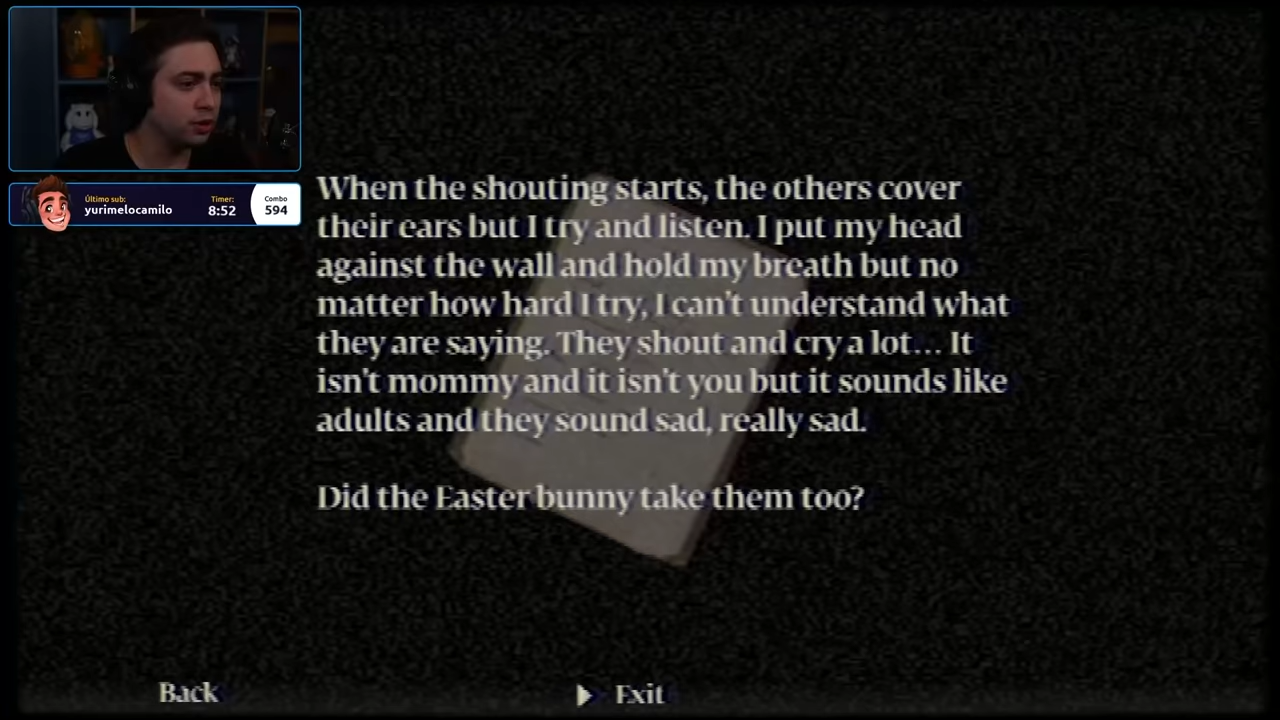 Último sub:
yurimelocamilo
Timer:
8:52
Combo
594
When the shouting starts, the others cover
their ears but I try and listen. I put my head
against the wall and hold my breath but no
matter how hard I try, I can't understand what
they are saying. They shout and cry a lot... It
isn't mommy and it isn't you but it sounds like
adults and they sound sad, really sad.
Did the Easter bunny take them too?
Back
Exit